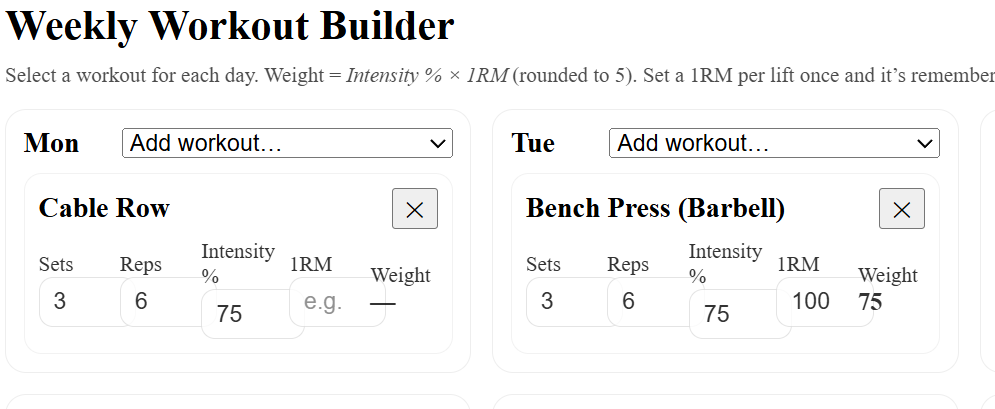 Weekly Workout Builder
Select a workout for each day. Weight = Intensity % × 1RM (rounded to 5). Set a 1RM per lift once and it’s remember
Mon Add workout…
Tue Add workout…
Cable Row ×
Bench Press (Barbell) ×
Sets Reps Intensity % 1RM Weight
3 6 75 e.g. —
Sets Reps Intensity % 1RM Weight
3 6 75 100 75